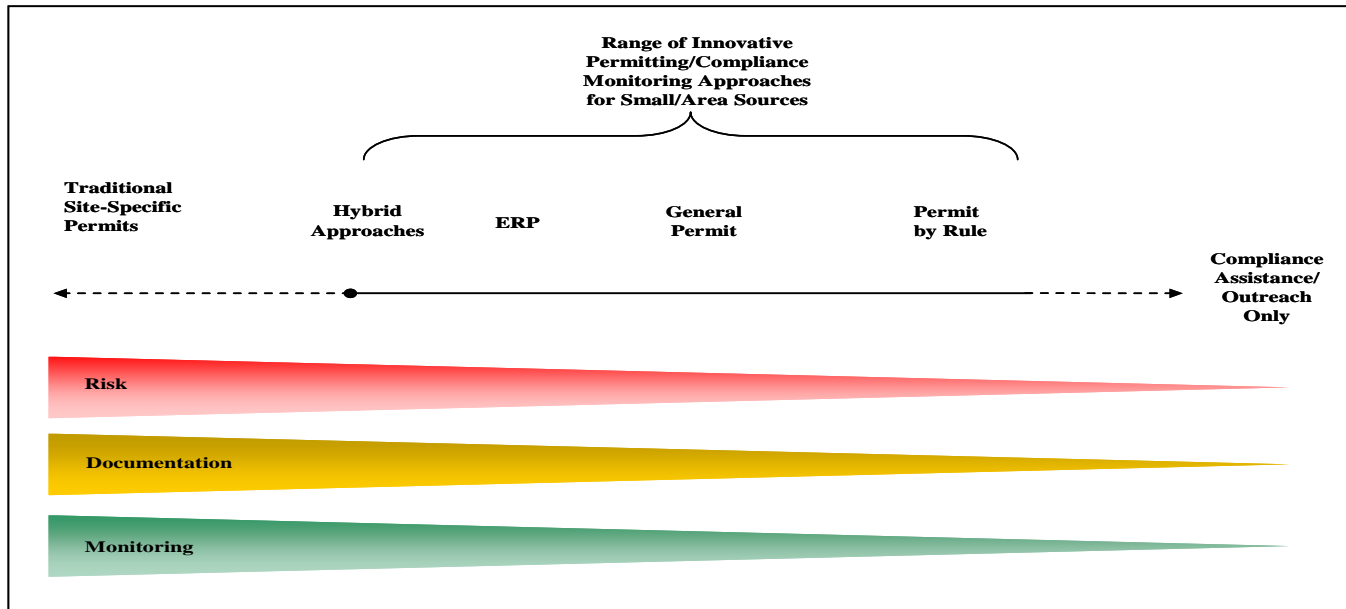 Range of Innovative
Permitting/Compliance
Monitoring Approaches
for Small/Area Sources
Traditional
Site-Specific
Permits
Hybrid
Approaches
ERP
General
Permit
Permit
by Rule
Compliance
Assistance/
Outreach
Only
Risk
Documentation
Monitoring